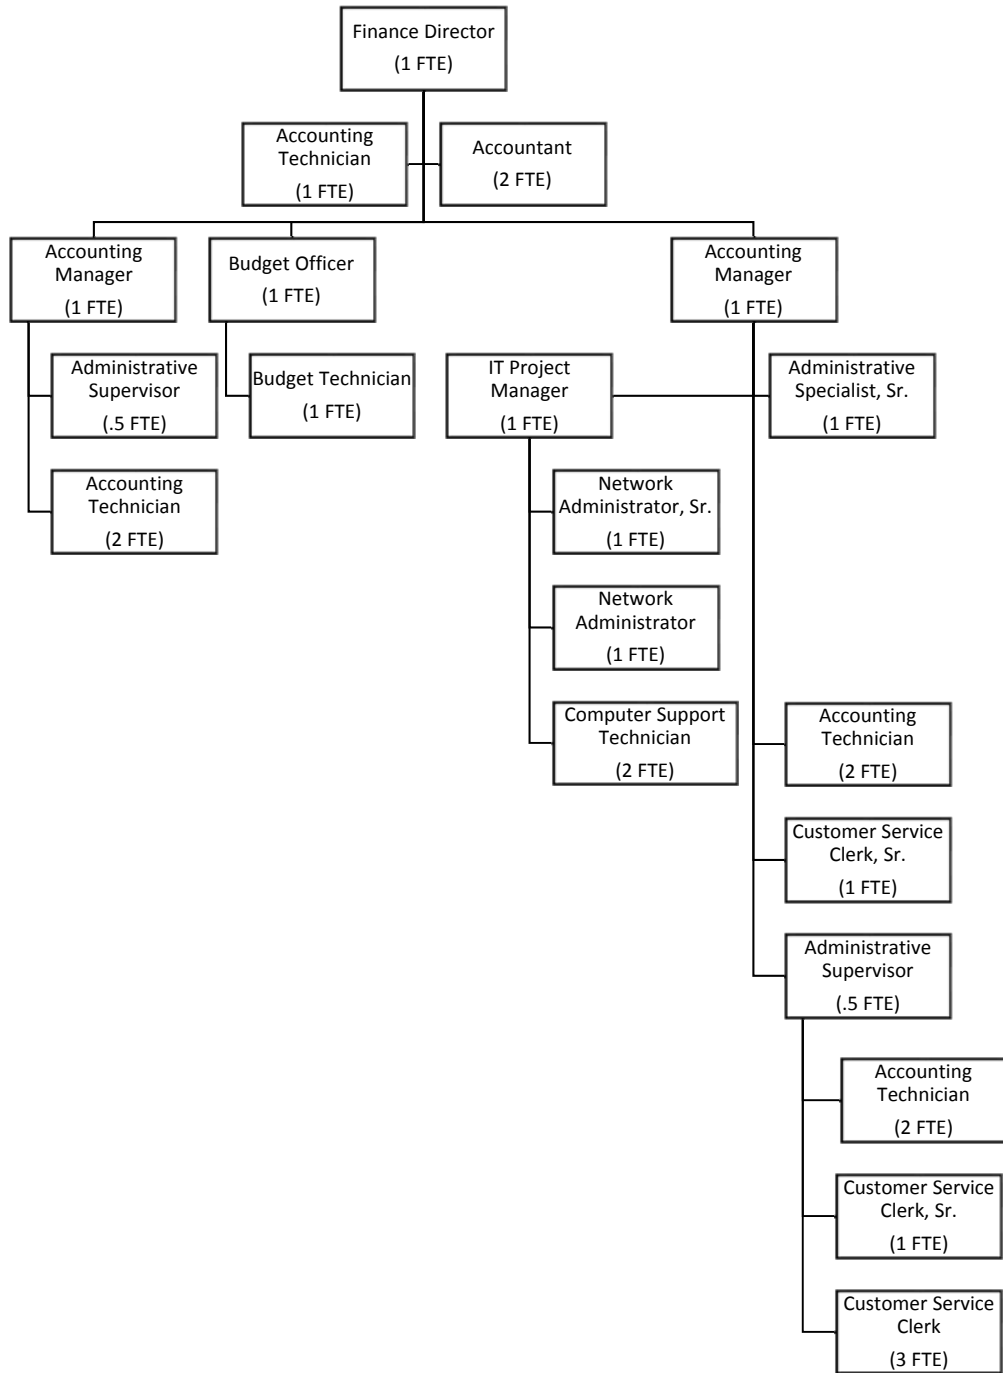 Finance Director
(1 FTE)
Accounting
Technician
(1 FTE)
Accountant
(2 FTE)
Accounting
Manager
(1 FTE)
Budget Officer
(1 FTE)
Accounting
Manager
(1 FTE)
Administrative
Supervisor
(.5 FTE)
Budget Technician
(1 FTE)
IT Project
Manager
(1 FTE)
Administrative
Specialist, Sr.
(1 FTE)
Accounting
Technician
(2 FTE)
Network
Administrator, Sr.
(1 FTE)
Network
Administrator
(1 FTE)
Computer Support
Technician
(2 FTE)
Accounting
Technician
(2 FTE)
Customer Service
Clerk, Sr.
(1 FTE)
Administrative
Supervisor
(.5 FTE)
Accounting
Technician
(2 FTE)
Customer Service
Clerk, Sr.
(1 FTE)
Customer Service
Clerk
(3 FTE)